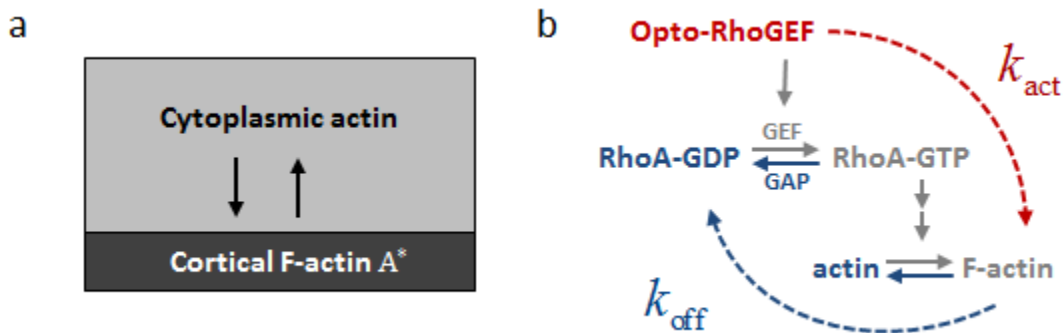 a
Cytoplasmic actin
Cortical F-actin A*
b
Opto-RhoGEF
k_act
GEF
RhoA-GDP RhoA-GTP
GAP
actin F-actin
k_off